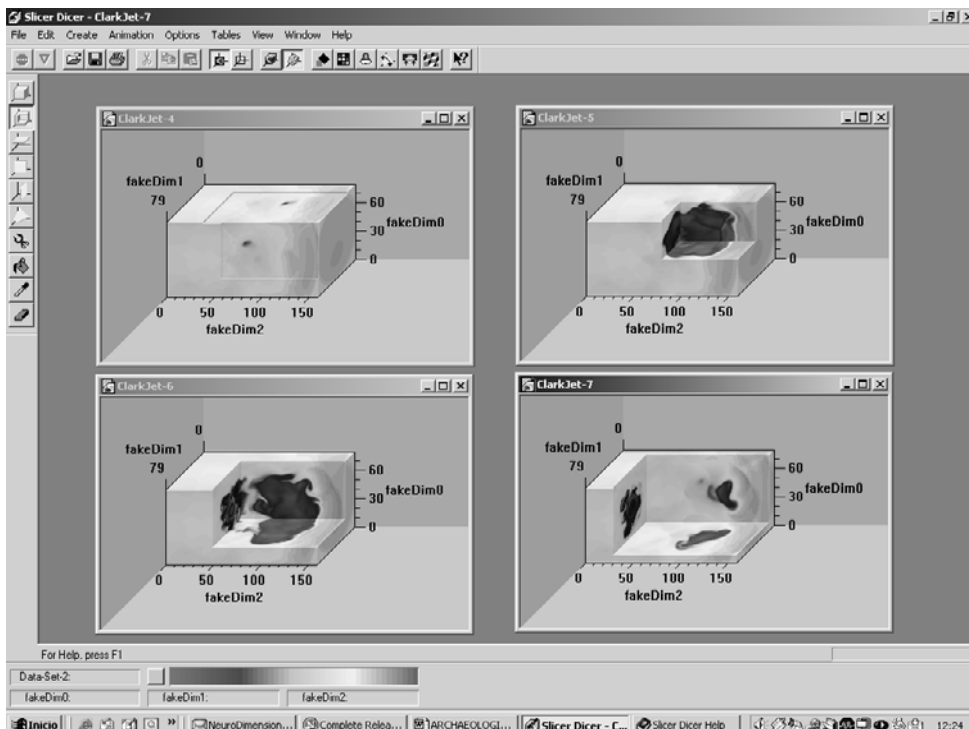 Slicer Dicer - ClarkJet-7
File Edit Create Animation Options Tables View Window Help
ClarkJet-4
0
fakeDim1
79
60
fakeDim0
30
0
0 50 100 150
fakeDim2
ClarkJet-5
0
fakeDim1
79
60
fakeDim0
30
0
0 50 100 150
fakeDim2
ClarkJet-6
0
fakeDim1
79
60
30 fakeDim0
0
0 50 100 150
fakeDim2
ClarkJet-7
0
fakeDim1
79
60
30 fakeDim0
0
0 50 100 150
fakeDim2
For Help, press F1
Data-Set-2:
fakeDim0: fakeDim1: fakeDim2:
Inicio » NeuroDimension... Complete Relea... ARCHAEOLOGI... Slicer Dicer - C... Slicer Dicer Help 12:24